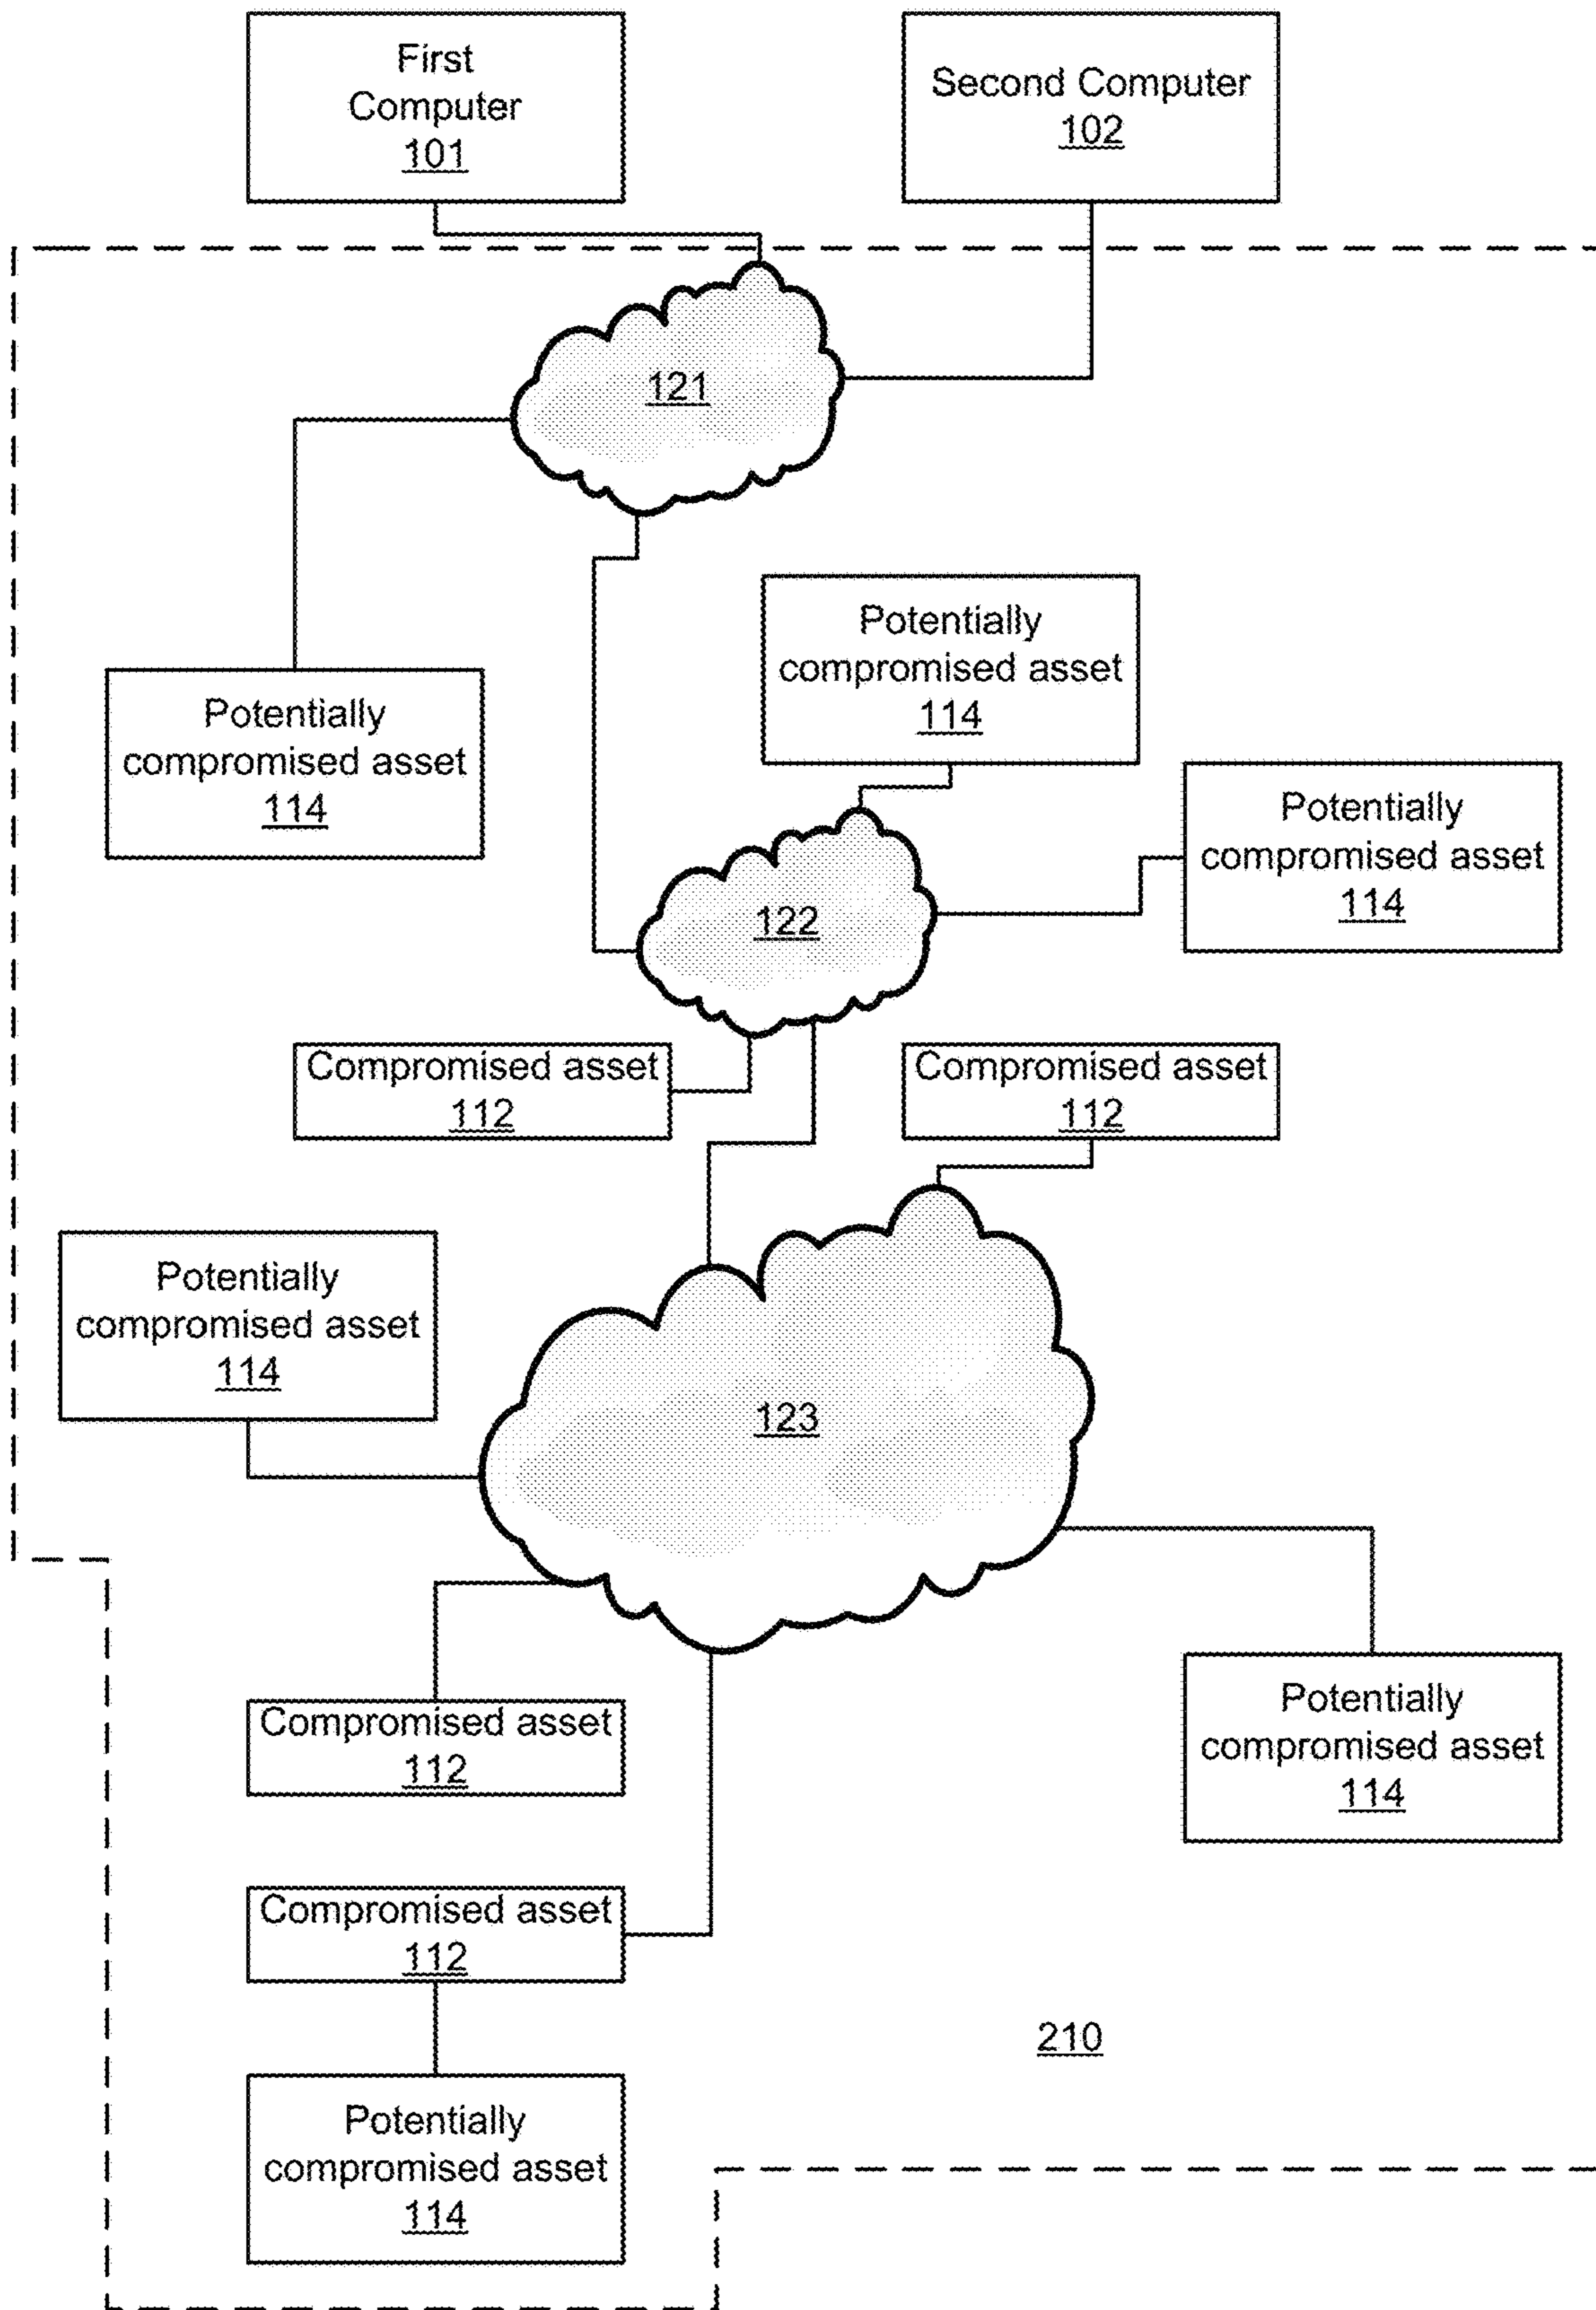 First
Computer
101
Second Computer
102
121
Potentially
compromised asset
114
Potentially
compromised asset
114
Potentially
compromised asset
114
122
Compromised asset
112
Compromised asset
112
Potentially
compromised asset
114
123
Compromised asset
112
Potentially
compromised asset
114
Compromised asset
112
210
Potentially
compromised asset
114